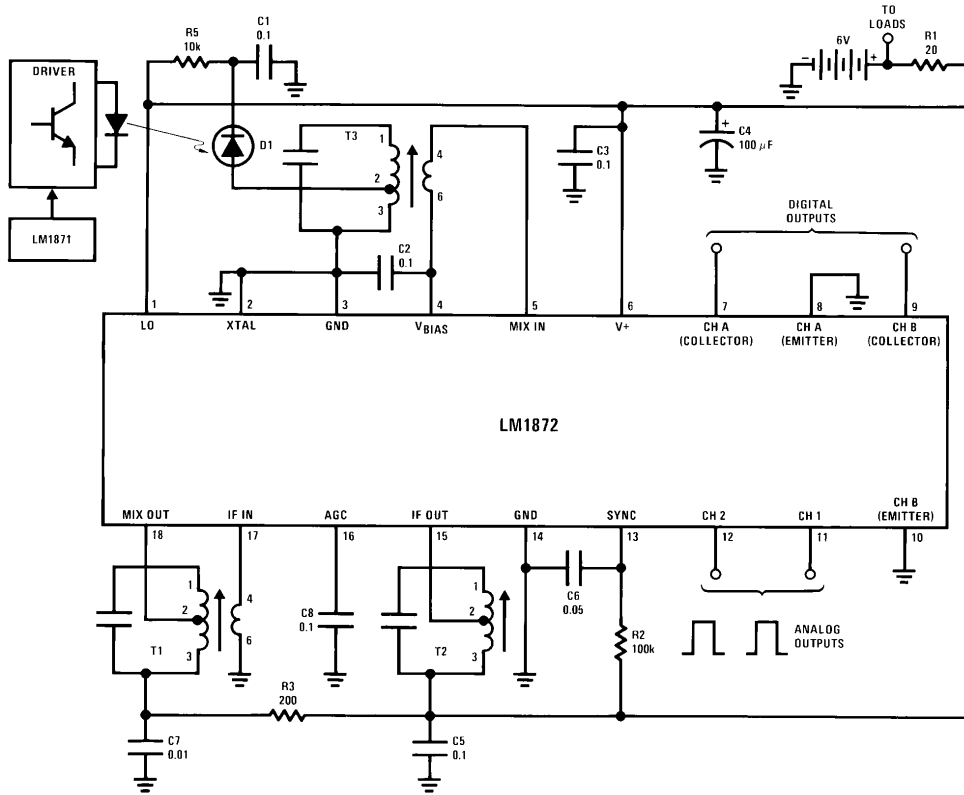 DRIVER
LM1871
R5
10k
C1
0.1
D1
T3
1
2
3
4
6
C2
0.1
C3
0.1
6V
TO
LOADS
R1
20
+
C4
100 μF
DIGITAL
OUTPUTS
1
2
3
4
5
6
7
8
9
LO
XTAL
GND
VBIAS
MIX IN
V+
CH A
(COLLECTOR)
CH A
(EMITTER)
CH B
(COLLECTOR)
LM1872
MIX OUT
IF IN
AGC
IF OUT
GND
SYNC
CH 2
CH 1
CH B
(EMITTER)
18
17
16
15
14
13
12
11
10
1
2
3
T1
4
6
C8
0.1
1
2
3
T2
C6
0.05
R2
100k
ANALOG
OUTPUTS
R3
200
C7
0.01
C5
0.1